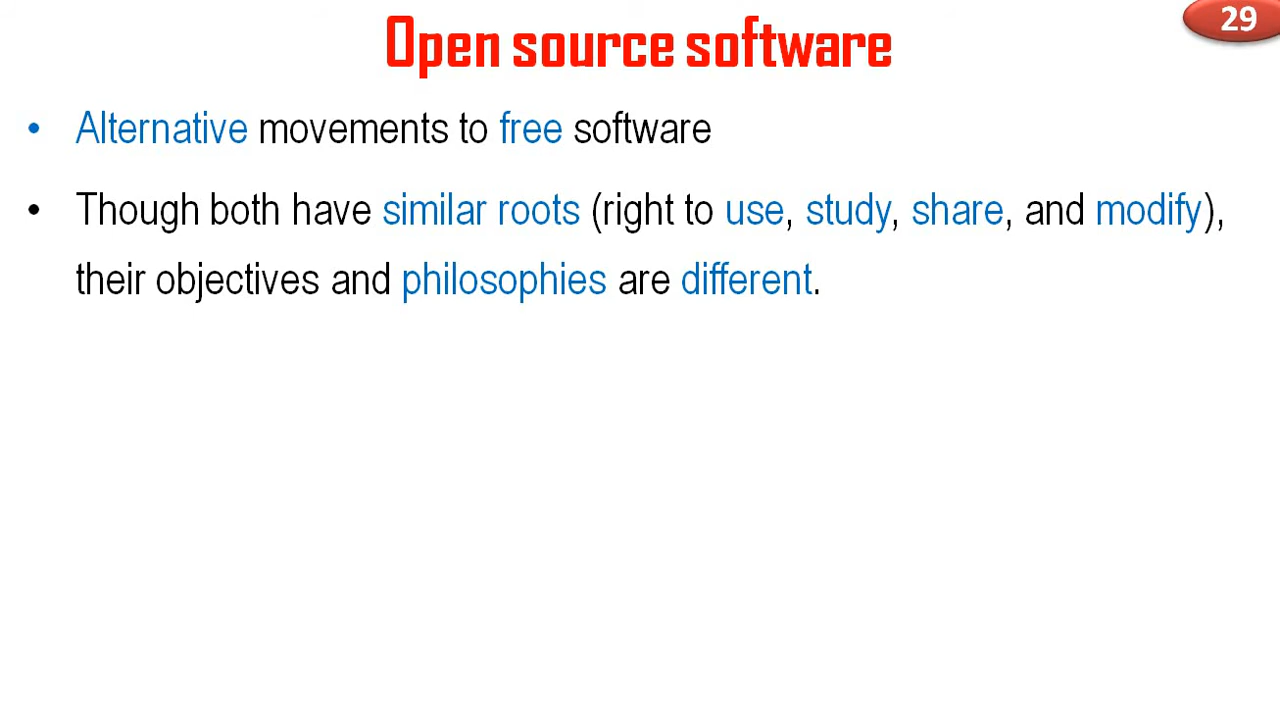 29
Open source software
• Alternative movements to free software
• Though both have similar roots (right to use, study, share, and modify),
their objectives and philosophies are different.